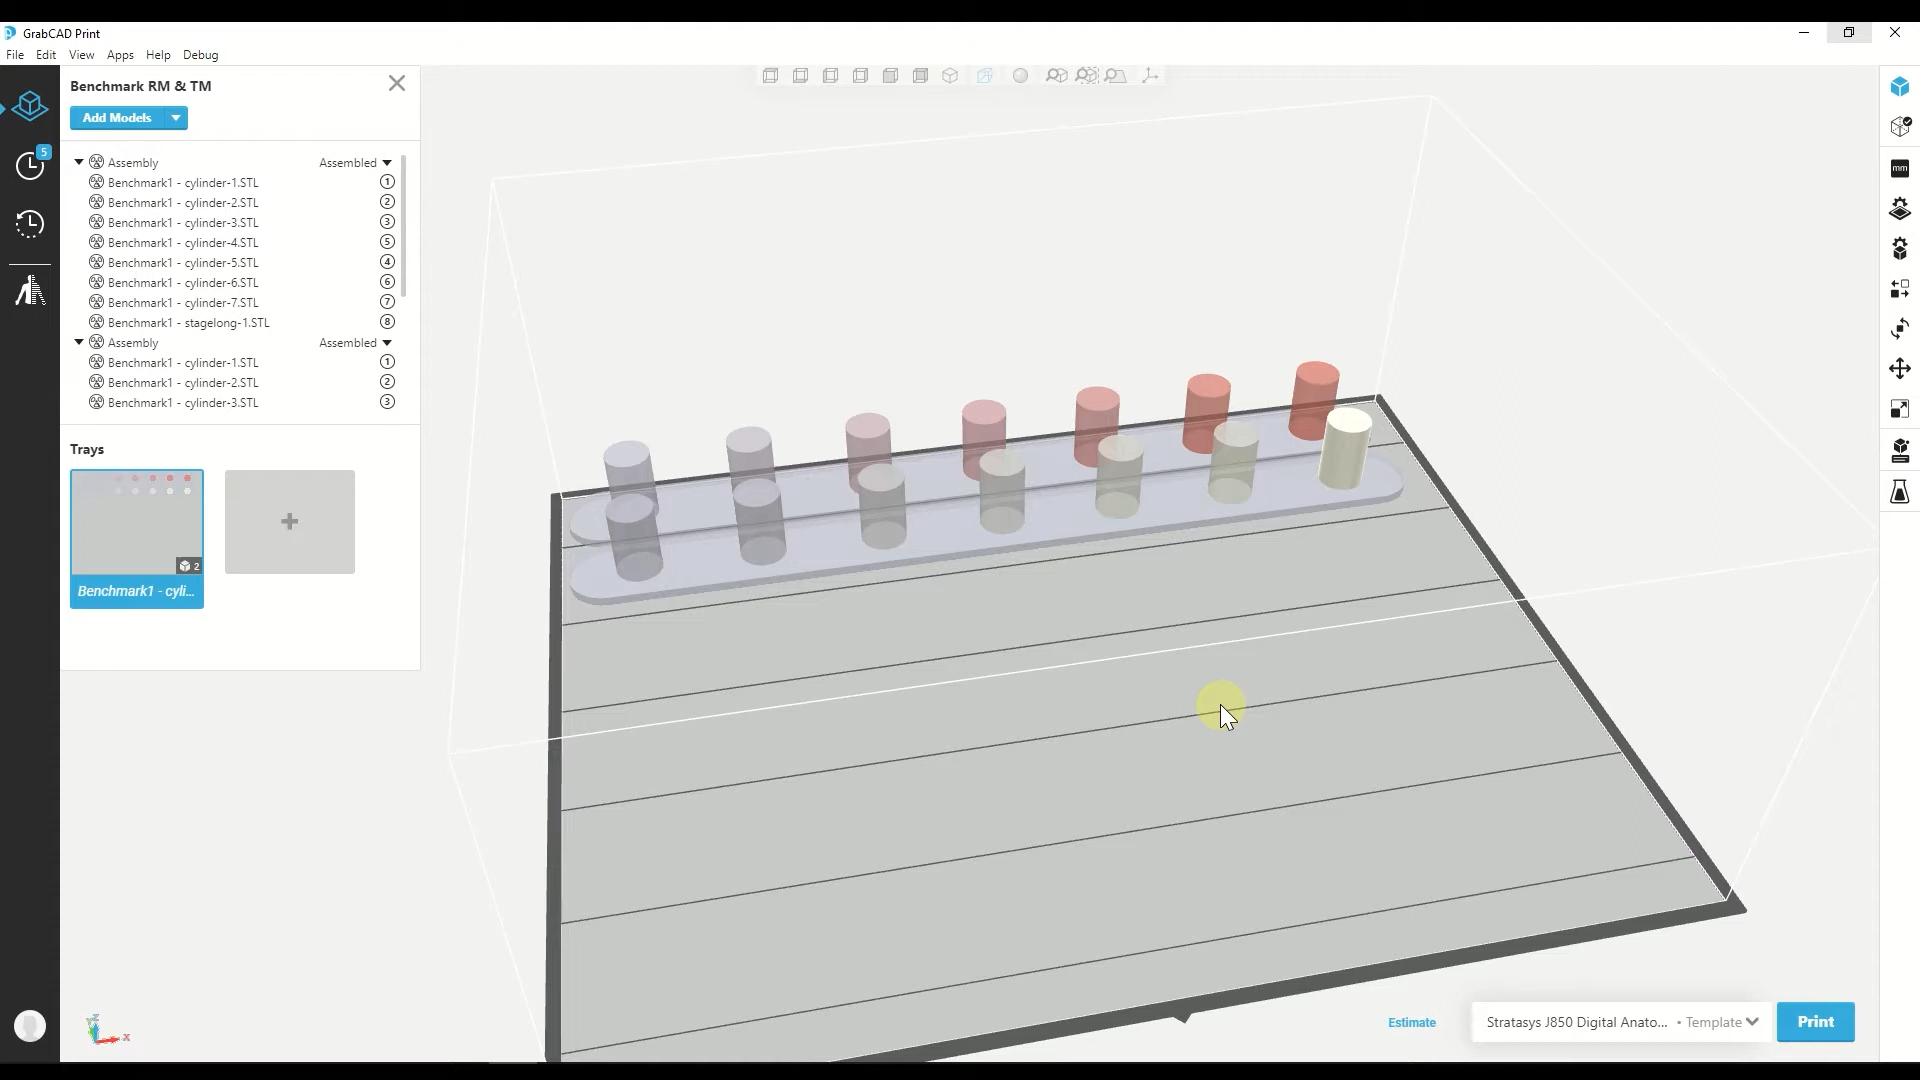 GrabCAD Print
File Edit View Apps Help Debug
Benchmark RM & TM
Add Models
5
Assembly Assembled
Benchmark1 - cylinder-1.STL 1
Benchmark1 - cylinder-2.STL 2
Benchmark1 - cylinder-3.STL 3
Benchmark1 - cylinder-4.STL 5
Benchmark1 - cylinder-5.STL 4
Benchmark1 - cylinder-6.STL 6
Benchmark1 - cylinder-7.STL 7
Benchmark1 - stagelong-1.STL 8
Assembly Assembled
Benchmark1 - cylinder-1.STL 1
Benchmark1 - cylinder-2.STL 2
Benchmark1 - cylinder-3.STL 3
Trays
2
Benchmark1 - cyli...
mm
Z
X
Estimate
Stratasys J850 Digital Anato... • Template
Print